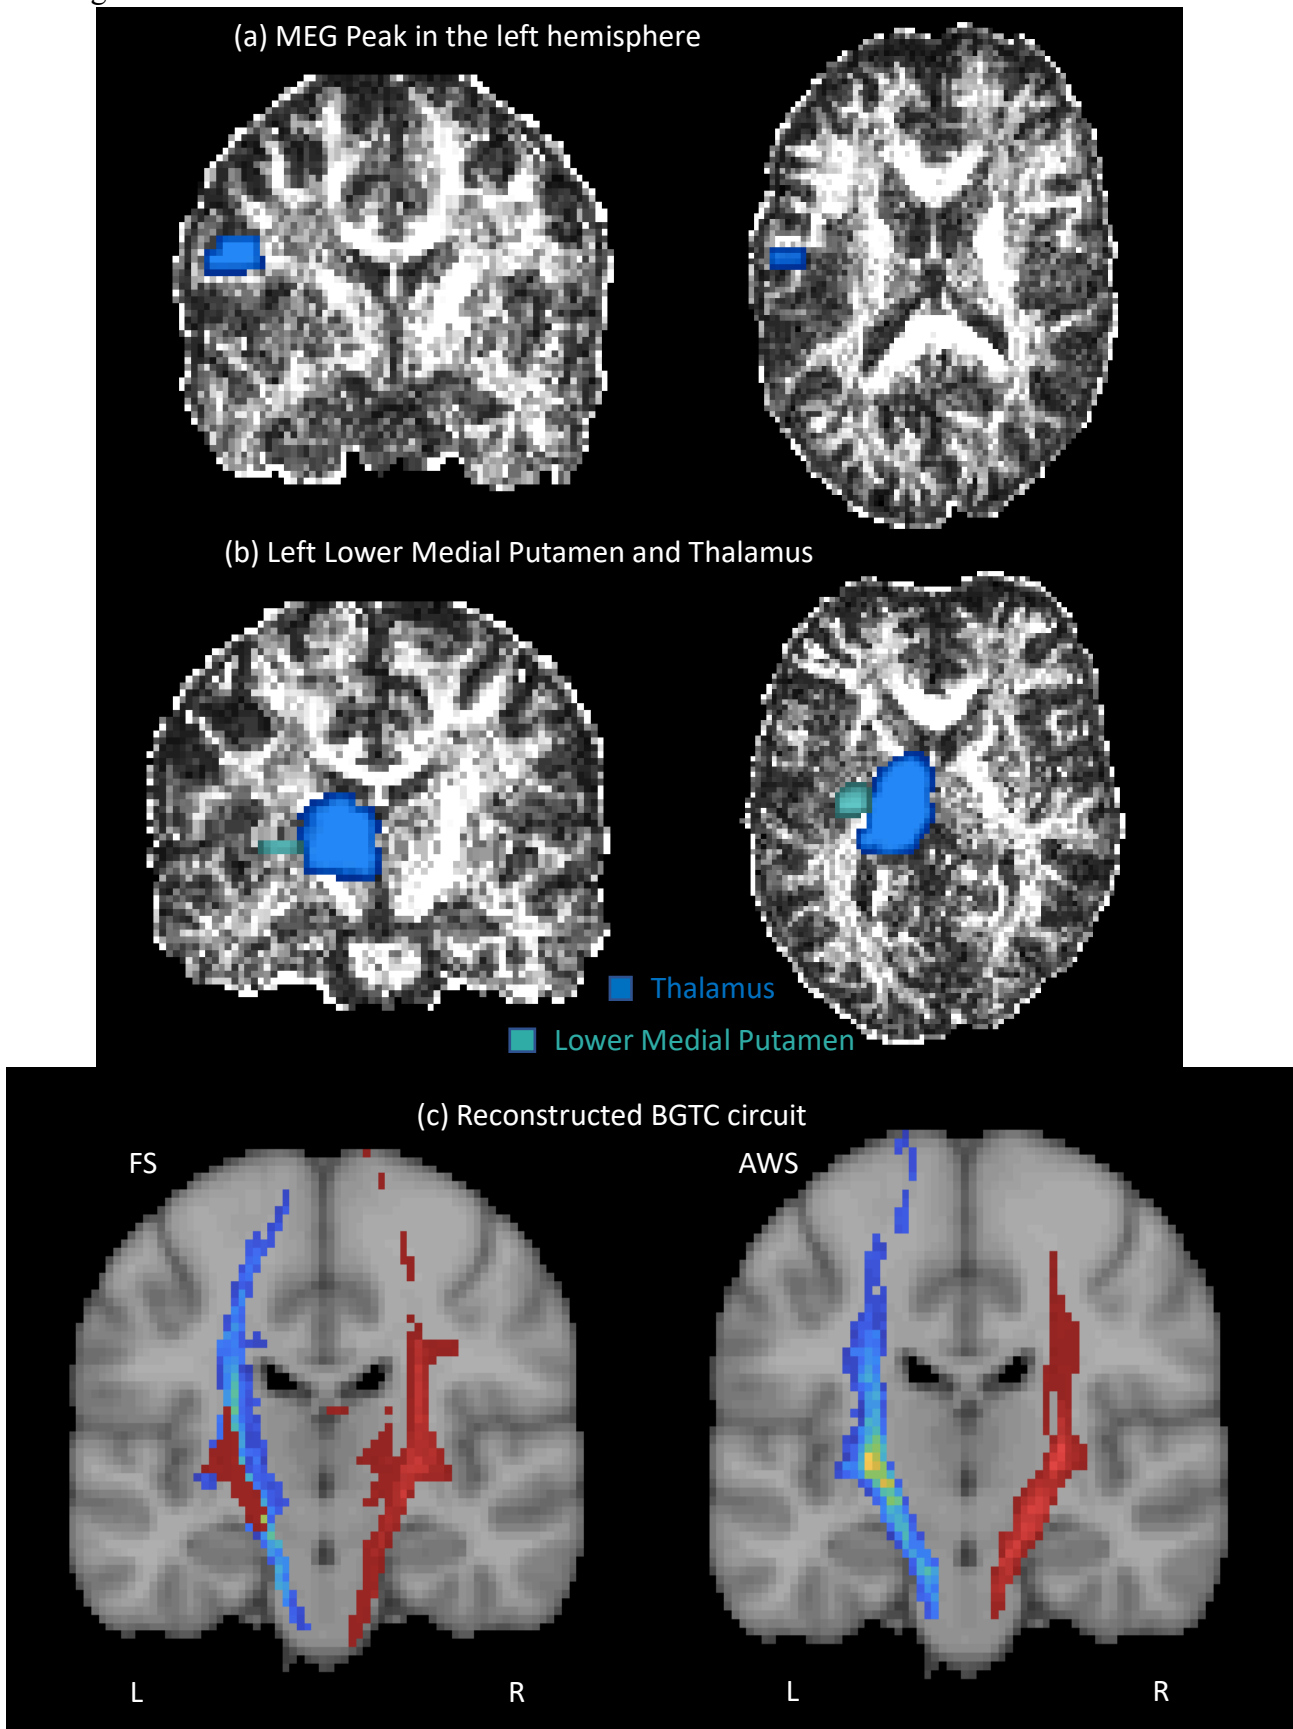 (a) MEG Peak in the left hemisphere
(b) Left Lower Medial Putamen and Thalamus
Thalamus
Lower Medial Putamen
(c) Reconstructed BGTC circuit
FS
AWS
L
R
L
R